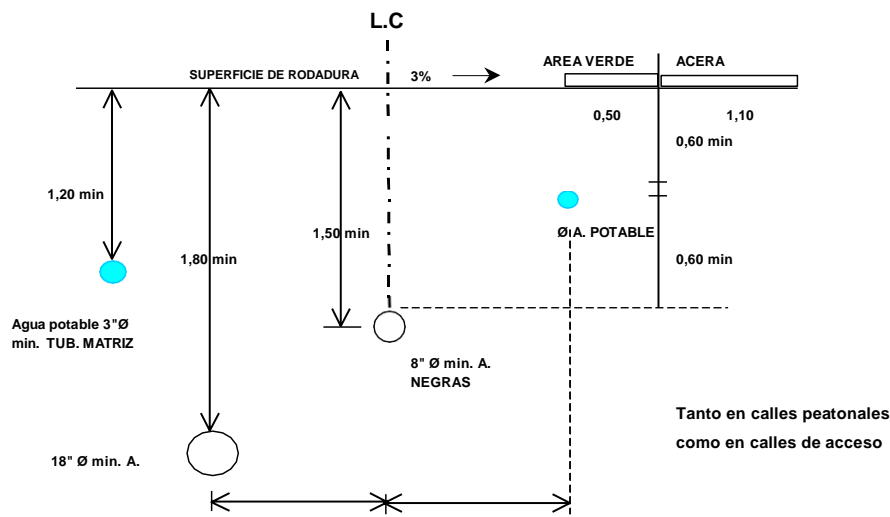 L.C
AREA VERDE
ACERA
SUPERFICIE DE RODADURA
3%
0,50
1,10
0,60 min
1,20 min
1,80 min
1,50 min
Ø A. POTABLE
0,60 min
Agua potable 3"Ø
min. TUB. MATRIZ
8" Ø min. A.
NEGRAS
Tanto en calles peatonales
como en calles de acceso
18" Ø min. A.